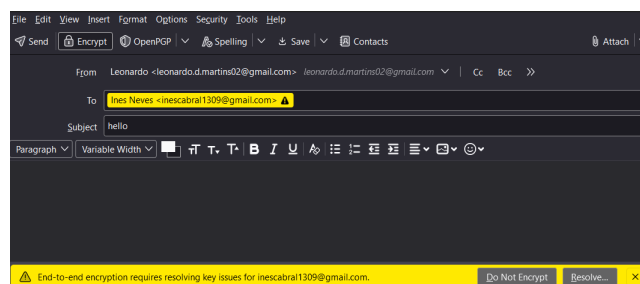 File Edit View Insert Format Options Security Tools Help
Send Encrypt OpenPGP Spelling Save Contacts Attach
From Leonardo <leonardo.d.martins02@gmail.com> leonardo.d.martins02@gmail.com Cc Bcc
To Ines Neves <inescabral1309@gmail.com>
Subject hello
Paragraph Variable Width
End-to-end encryption requires resolving key issues for inescabral1309@gmail.com. Do Not Encrypt Resolve...